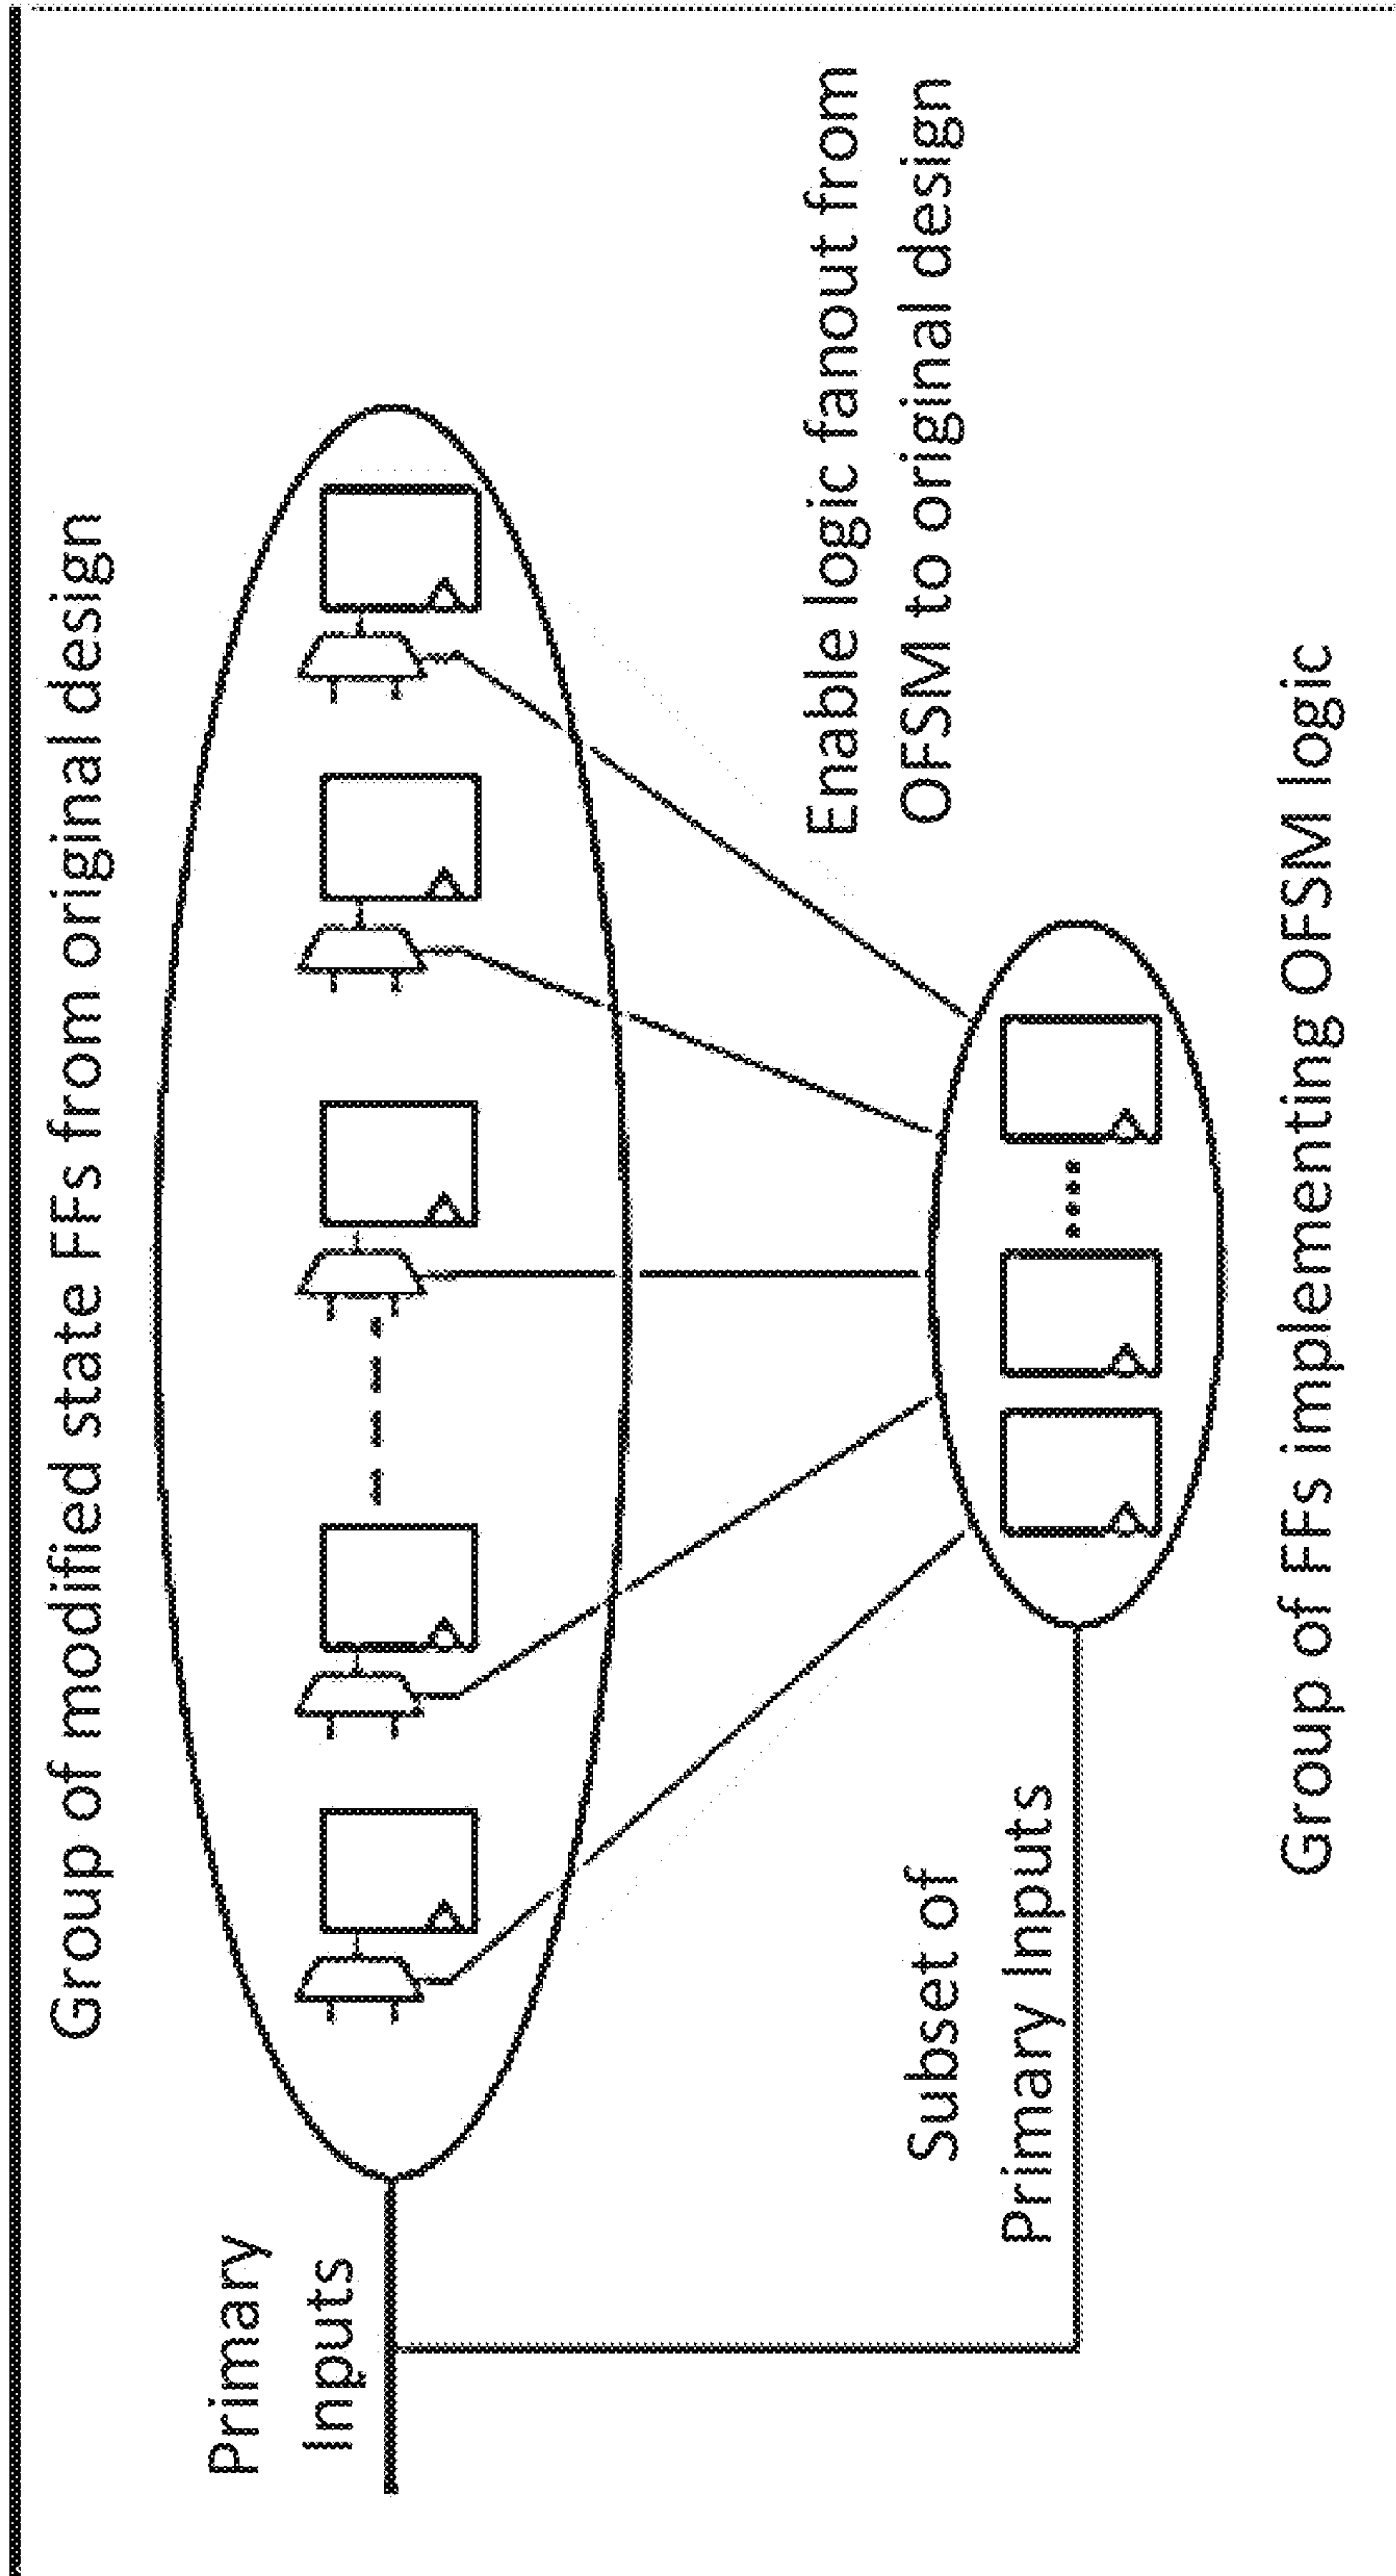 Group of modified state FFs from original design
Primary
Inputs
Enable logic fanout from
OFSM to original design
Subset of
Primary Inputs
Group of FFs implementing OFSM logic